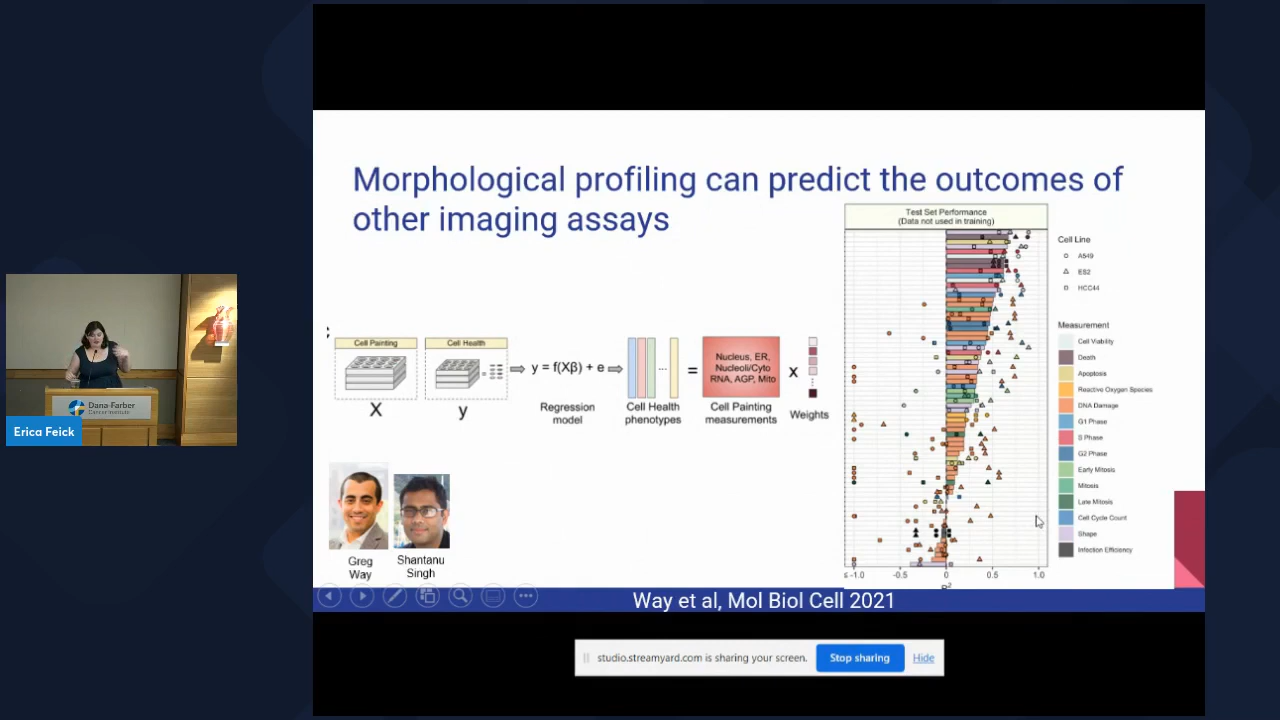 Morphological profiling can predict the outcomes of
other imaging assays
Test Set Performance
(Data not used in training)
Cell Line
A549
ES2
HCC44
Measurement
Cell Viability
Death
Apoptosis
Reactive Oxygen Species
DNA Damage
G1 Phase
S Phase
G2 Phase
Early Mitosis
Mitosis
Late Mitosis
Cell Cycle Count
Shape
Infection Efficiency
≤ -1.0
-0.5
0
0.5
1.0
Cell Painting
X
Cell Health
y
y = f(Xβ) + e
Regression
model
...
Cell Health
phenotypes
=
Nucleus, ER,
Nucleoli/Cyto
RNA, AGP, Mito
Cell Painting
measurements
x
Weights
Greg
Way
Shantanu
Singh
Way et al, Mol Biol Cell 2021
studio.streamyard.com is sharing your screen.
Stop sharing
Hide
Dana-Farber
Cancer Institute
Erica Feick